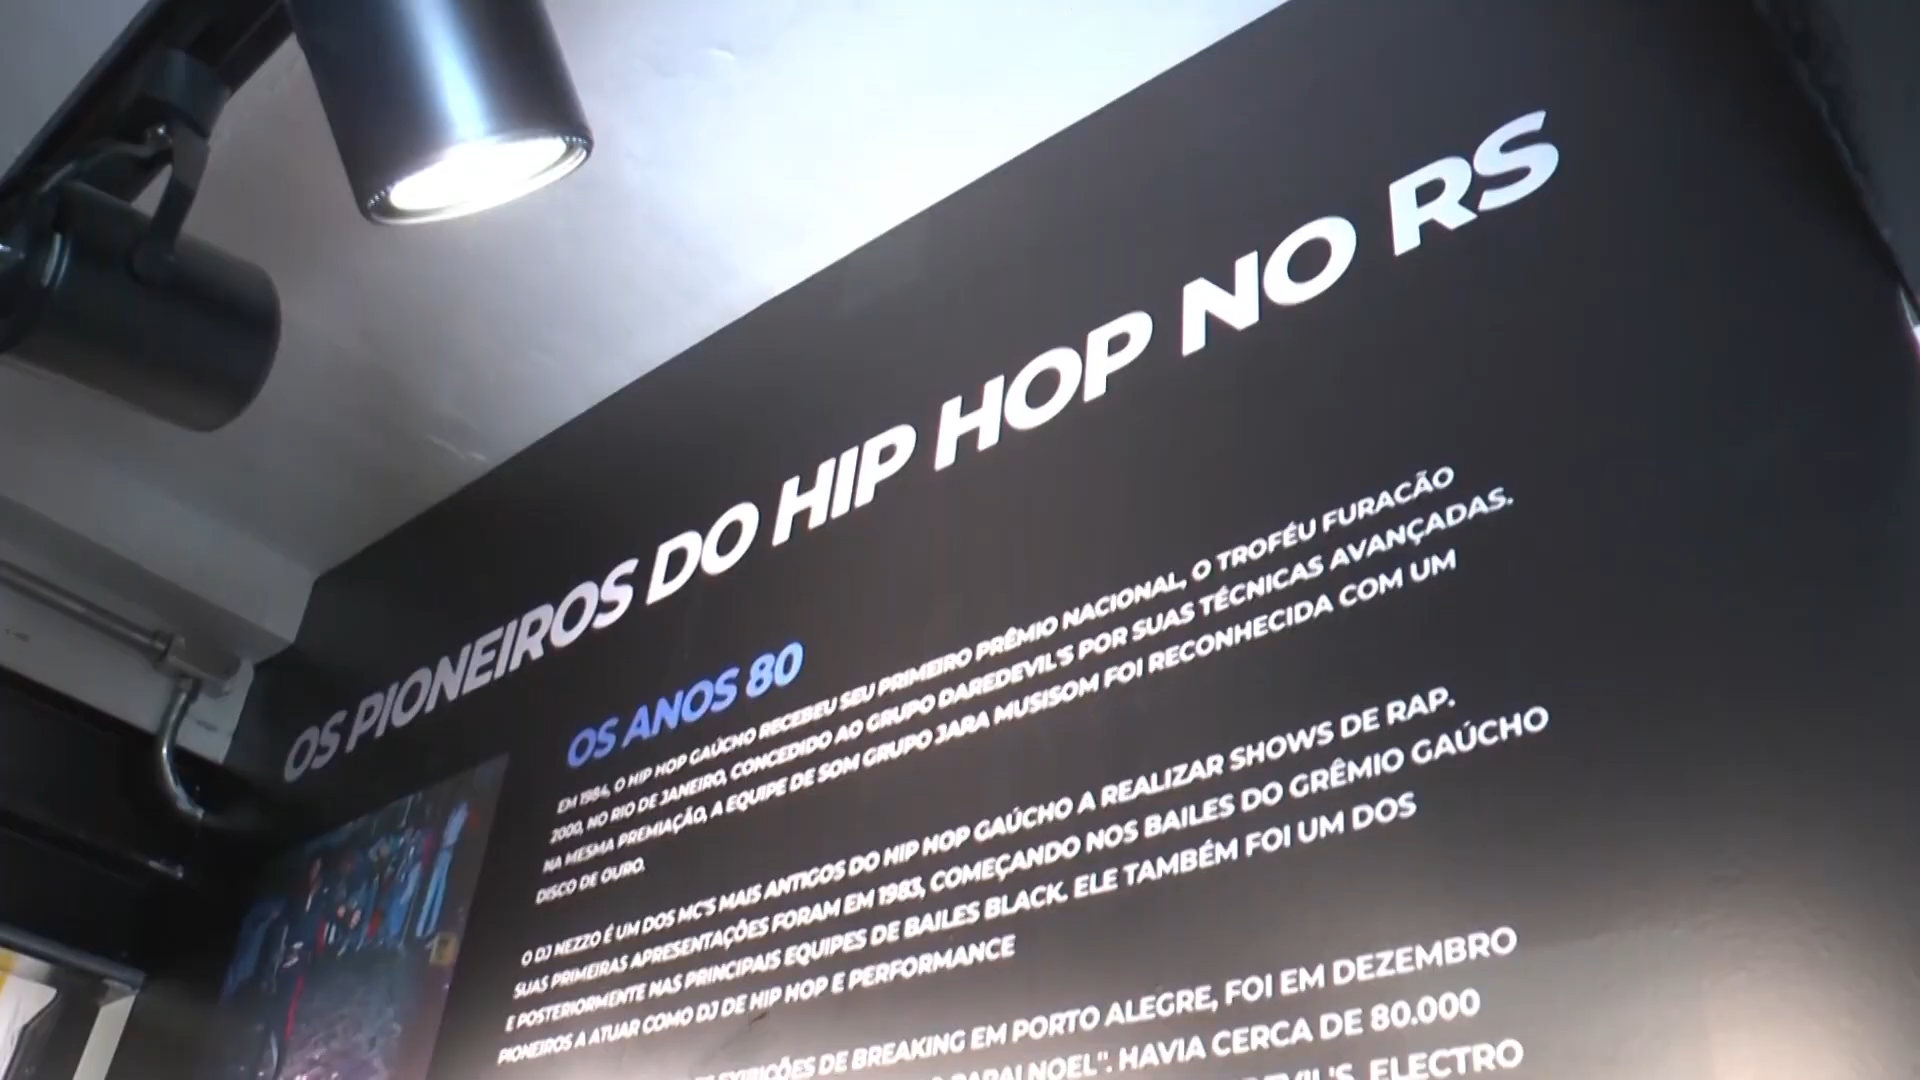 OS PIONEIROS DO HIP HOP NO RS
OS ANOS 80
EM 1984, O HIP HOP GAÚCHO RECEBEU SEU PRIMEIRO PRÊMIO NACIONAL, O TROFÉU FURACÃO
2000, NO RIO DE JANEIRO, CONCEDIDO AO GRUPO DAREDEVIL'S POR SUAS TÉCNICAS AVANÇADAS.
NA MESMA PREMIAÇÃO, A EQUIPE DE SOM GRUPO JARA MUSISOM FOI RECONHECIDA COM UM
DISCO DE OURO.
O DJ NEZZO É UM DOS MC'S MAIS ANTIGOS DO HIP HOP GAÚCHO A REALIZAR SHOWS DE RAP.
SUAS PRIMEIRAS APRESENTAÇÕES FORAM EM 1983, COMEÇANDO NOS BAILES DO GRÊMIO GAÚCHO
E POSTERIORMENTE NAS PRINCIPAIS EQUIPES DE BAILES BLACK. ELE TAMBÉM FOI UM DOS
PIONEIROS A ATUAR COMO DJ DE HIP HOP E PERFORMANCE
EXIBIÇÕES DE BREAKING EM PORTO ALEGRE, FOI EM DEZEMBRO
PAPAI NOEL". HAVIA CERCA DE 80.000
ELECTRO